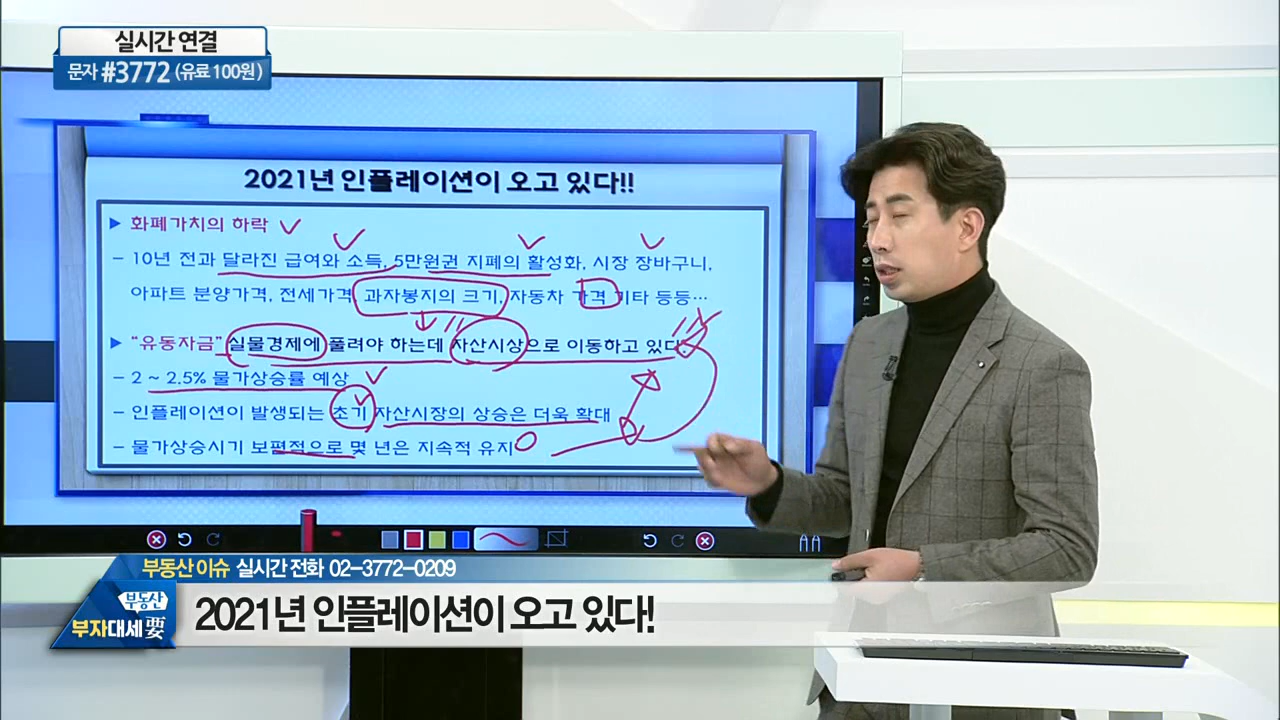 실시간 연결
문자 #3772 (유료 100원)
2021년 인플레이션이 오고 있다!!
▶ 화폐가치의 하락
- 10년 전과 달라진 급여와 소득, 5만원권 지폐의 활성화, 시장 장바구니,
아파트 분양가격, 전세가격, 과자봉지의 크기, 자동차 가격 기타 등등…
▶ "유동자금" 실물경제에 풀려야 하는데 자산시상으로 이동하고 있다
- 2 ~ 2.5% 물가상승률 예상
- 인플레이션이 발생되는 초기 자산시장의 상승은 더욱 확대
- 물가상승시기 보편적으로 몇 년은 지속적 유지
부동산 이슈 실시간 전화 02-3772-0209
부동산
부자대세 要
2021년 인플레이션이 오고 있다!